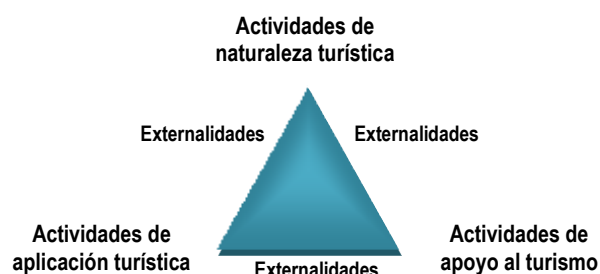 Actividades de
naturaleza turística
Externalidades
Externalidades
Actividades de
aplicación turística
Actividades de
apoyo al turismo
Externalidades